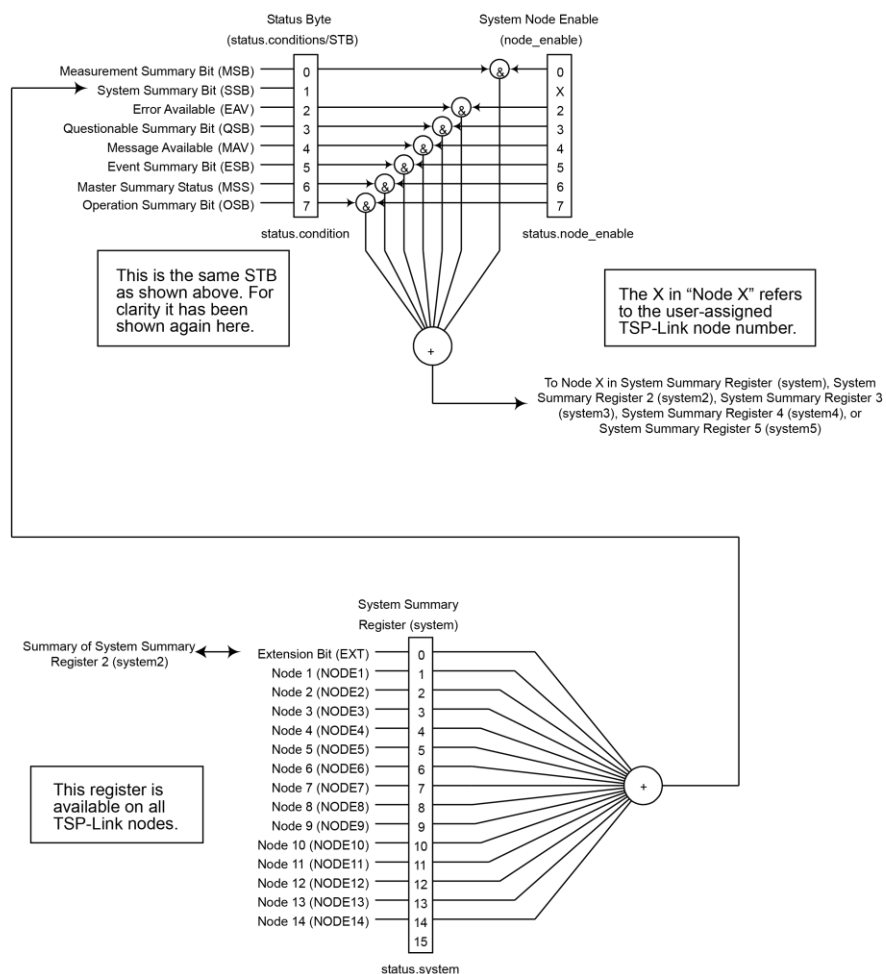 Status Byte
(status.conditions/STB)
System Node Enable
(node_enable)
Measurement Summary Bit (MSB)
System Summary Bit (SSB)
Error Available (EAV)
Questionable Summary Bit (QSB)
Message Available (MAV)
Event Summary Bit (ESB)
Master Summary Status (MSS)
Operation Summary Bit (OSB)
0
1
2
3
4
5
6
7
&
&
&
&
&
&
&
0
X
2
3
4
5
6
7
status.condition
status.node_enable
This is the same STB
as shown above. For
clarity it has been
shown again here.
The X in “Node X” refers
to the user-assigned
TSP-Link node number.
+
To Node X in System Summary Register (system), System
Summary Register 2 (system2), System Summary Register 3
(system3), System Summary Register 4 (system4), or
System Summary Register 5 (system5)
System Summary
Register (system)
Summary of System Summary
Register 2 (system2)
Extension Bit (EXT)
Node 1 (NODE1)
Node 2 (NODE2)
Node 3 (NODE3)
Node 4 (NODE4)
Node 5 (NODE5)
Node 6 (NODE6)
Node 7 (NODE7)
Node 8 (NODE8)
Node 9 (NODE9)
Node 10 (NODE10)
Node 11 (NODE11)
Node 12 (NODE12)
Node 13 (NODE13)
Node 14 (NODE14)
0
1
2
3
4
5
6
7
8
9
10
11
12
13
14
15
+
This register is
available on all
TSP-Link nodes.
status.system